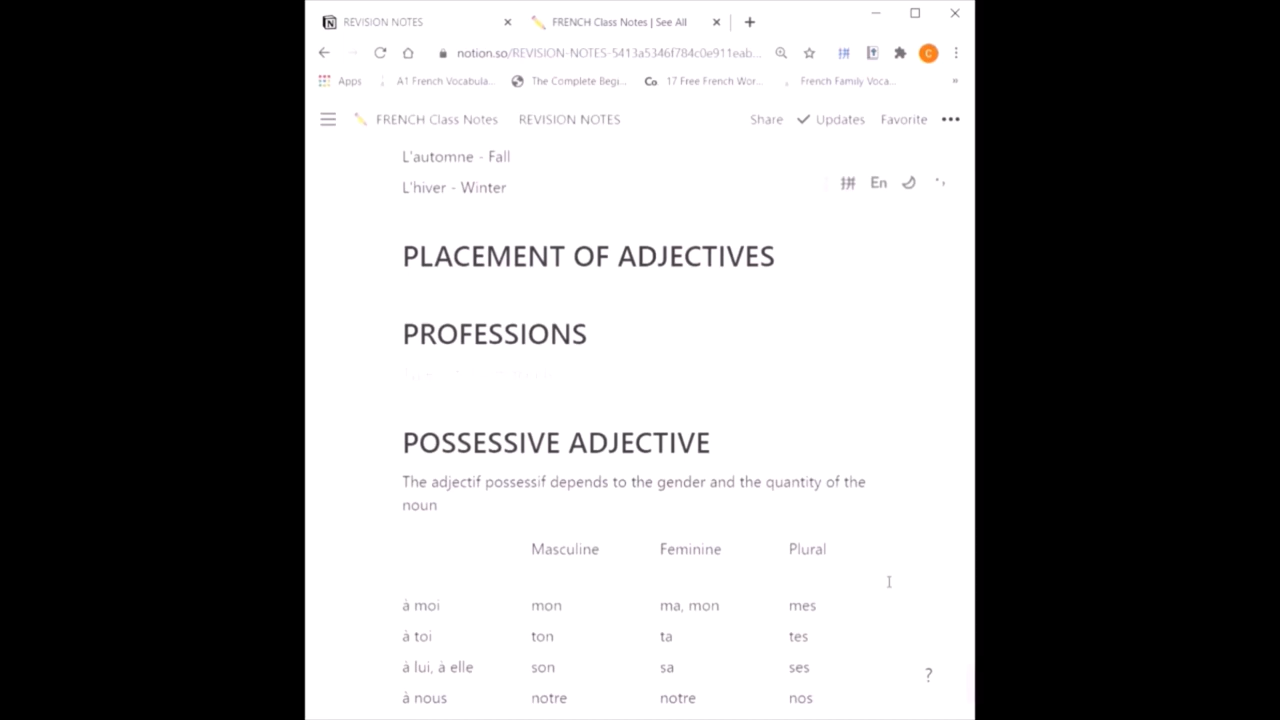 REVISION NOTES
FRENCH Class Notes | See All
notion.so/REVISION-NOTES-5413a5346f784c0e911eab...
拼
C
Apps
A1 French Vocabula...
The Complete Begi...
Co 17 Free French Wor...
French Family Voca...
»
FRENCH Class Notes REVISION NOTES Share Updates Favorite
L'automne - Fall
L'hiver - Winter
拼 En
PLACEMENT OF ADJECTIVES
PROFESSIONS
POSSESSIVE ADJECTIVE
The adjectif possessif depends to the gender and the quantity of the
noun
Masculine Feminine Plural
à moi mon ma, mon mes
à toi ton ta tes
à lui, à elle son sa ses
?
à nous notre notre nos